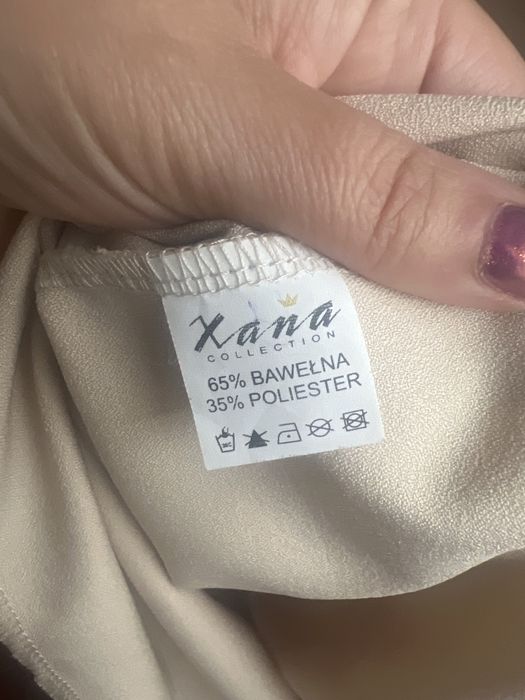 Xana
COLLECTION
65% BAWEŁNA
35% POLIESTER